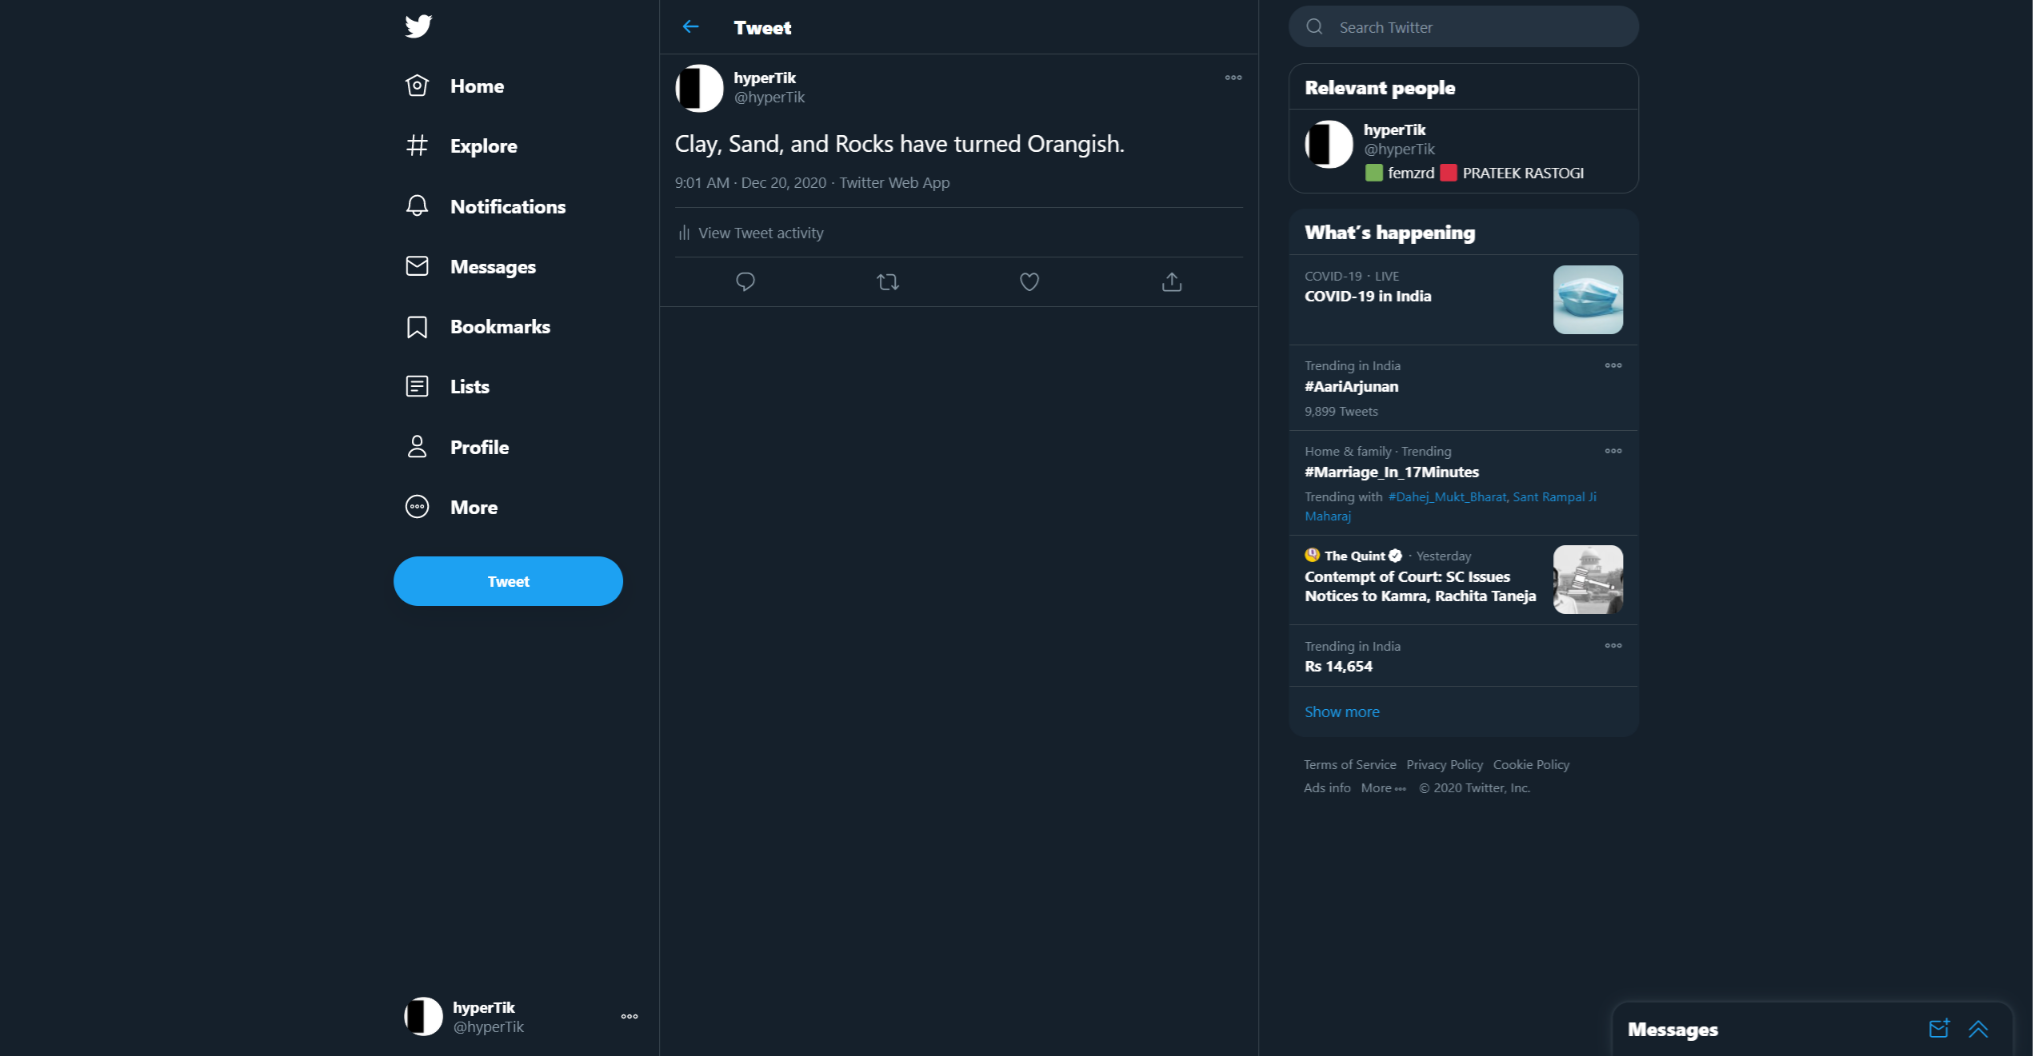 Home
Explore
Notifications
Messages
Bookmarks
Lists
Profile
More
Tweet
hyperTik
@hyperTik
Tweet
hyperTik
@hyperTik
Clay, Sand, and Rocks have turned Orangish.
9:01 AM · Dec 20, 2020 · Twitter Web App
View Tweet activity
Search Twitter
Relevant people
hyperTik
@hyperTik
🟩 femzrd 🟥 PRATEEK RASTOGI
What's happening
COVID-19 · LIVE
COVID-19 in India
Trending in India
#AariArjunan
9,899 Tweets
Home & family · Trending
#Marriage_In_17Minutes
Trending with #Dahej_Mukt_Bharat, Sant Rampal Ji
Maharaj
The Quint · Yesterday
Contempt of Court: SC Issues
Notices to Kamra, Rachita Taneja
Trending in India
Rs 14,654
Show more
Terms of Service Privacy Policy Cookie Policy
Ads info More ··· © 2020 Twitter, Inc.
Messages